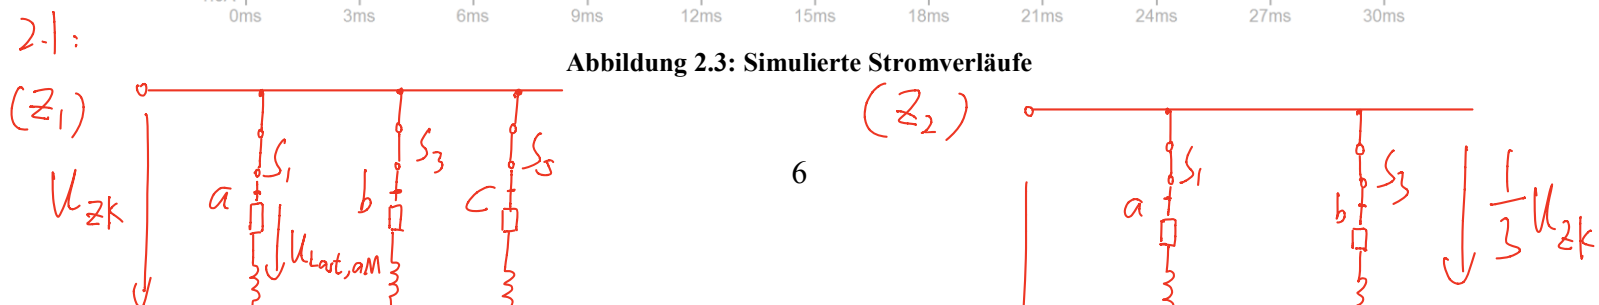 0ms 3ms 6ms 9ms 12ms 15ms 18ms 21ms 24ms 27ms 30ms
2.1:
Abbildung 2.3: Simulierte Stromverläufe
(Z1)
(Z2)
S1 S3 S5
6
S1 S3
UZK
a b c
a b
1/3 UZK
ULast,aM